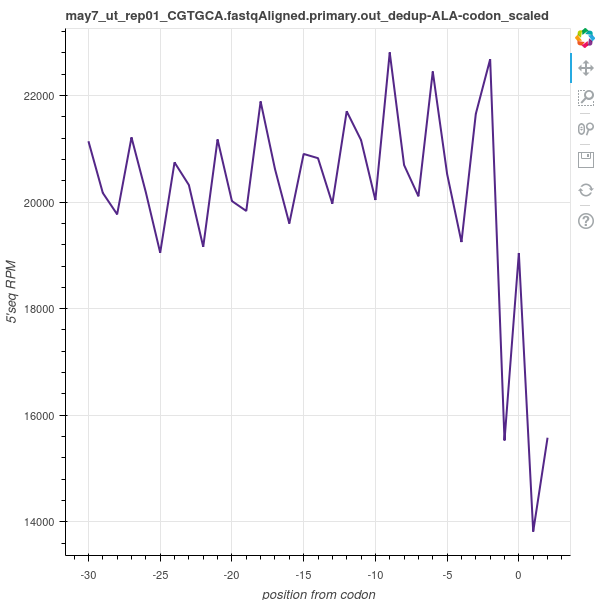 may7_ut_rep01_CGTGCA.fastqAligned.primary.out_dedup-ALA-codon_scaled
22000
20000
18000
16000
14000
5'seq RPM
-30 -25 -20 -15 -10 -5 0
position from codon